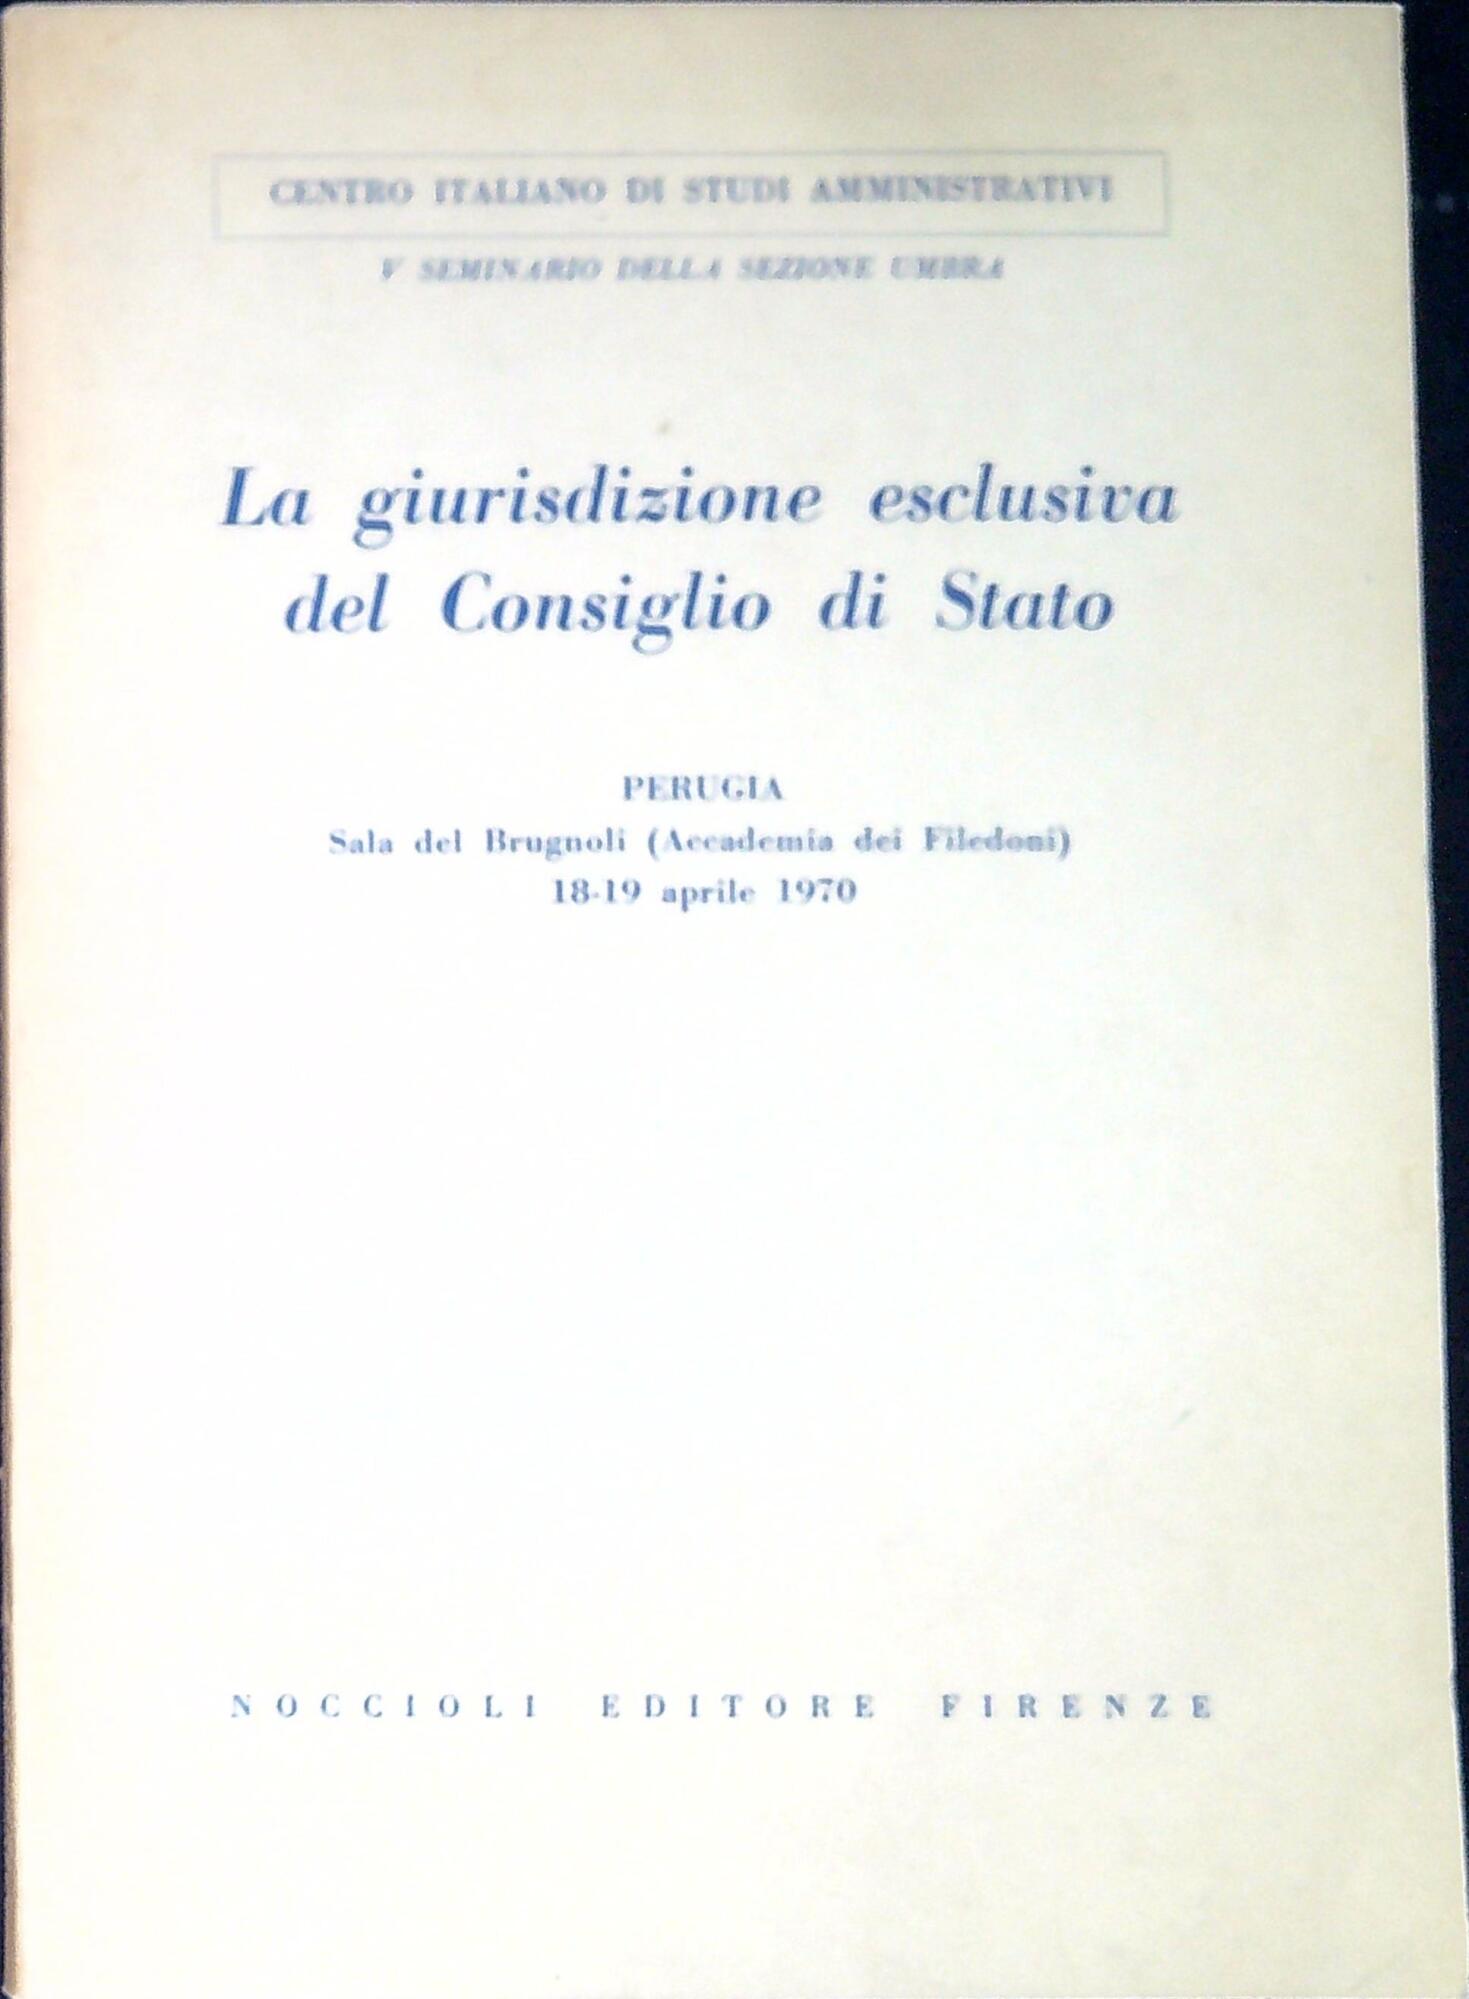 CENTRO ITALIANO DI STUDI AMMINISTRATIVI
V SEMINARIO DELLA SEZIONE UMBRA
La giurisdizione esclusiva
del Consiglio di Stato
PERUGIA
Sala del Brugnoli (Accademia dei Filedoni)
18-19 aprile 1970
NOCCIOLI EDITORE FIRENZE